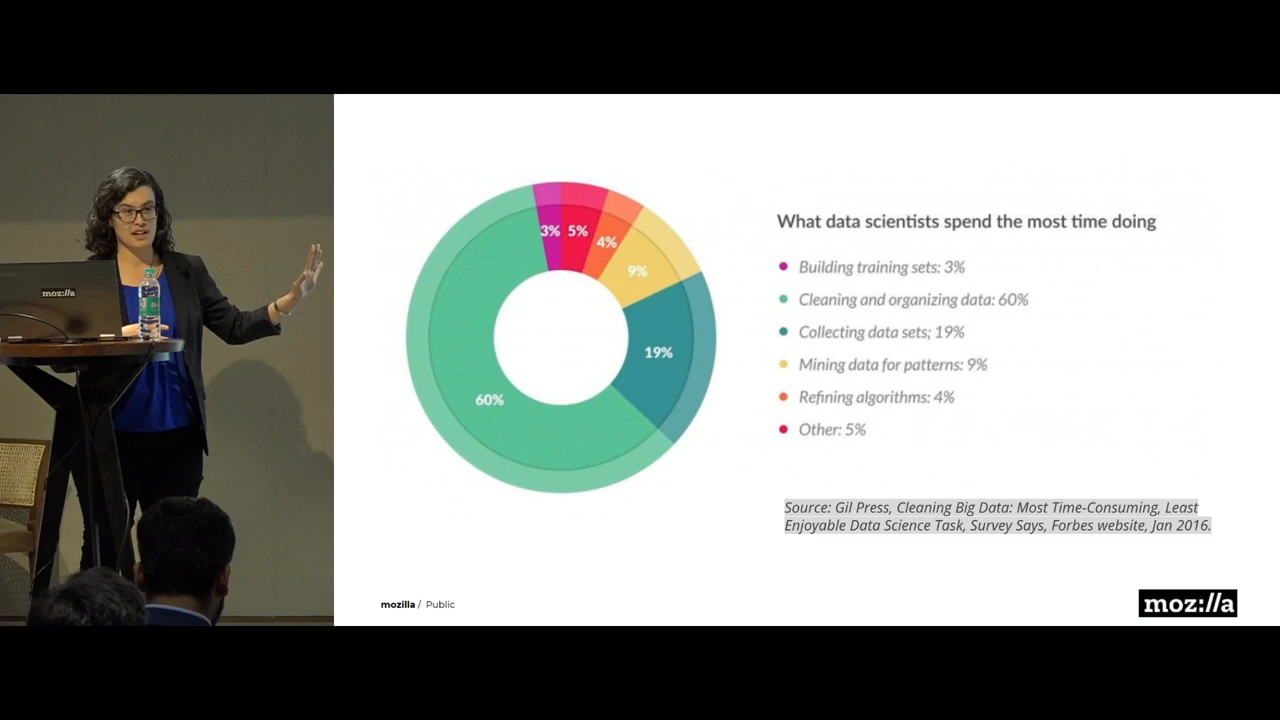 moz://a
3%
5%
4%
9%
19%
60%
What data scientists spend the most time doing
Building training sets: 3%
Cleaning and organizing data: 60%
Collecting data sets; 19%
Mining data for patterns: 9%
Refining algorithms: 4%
Other: 5%
Source: Gil Press, Cleaning Big Data: Most Time-Consuming, Least
Enjoyable Data Science Task, Survey Says, Forbes website, Jan 2016.
mozilla / Public
moz://a